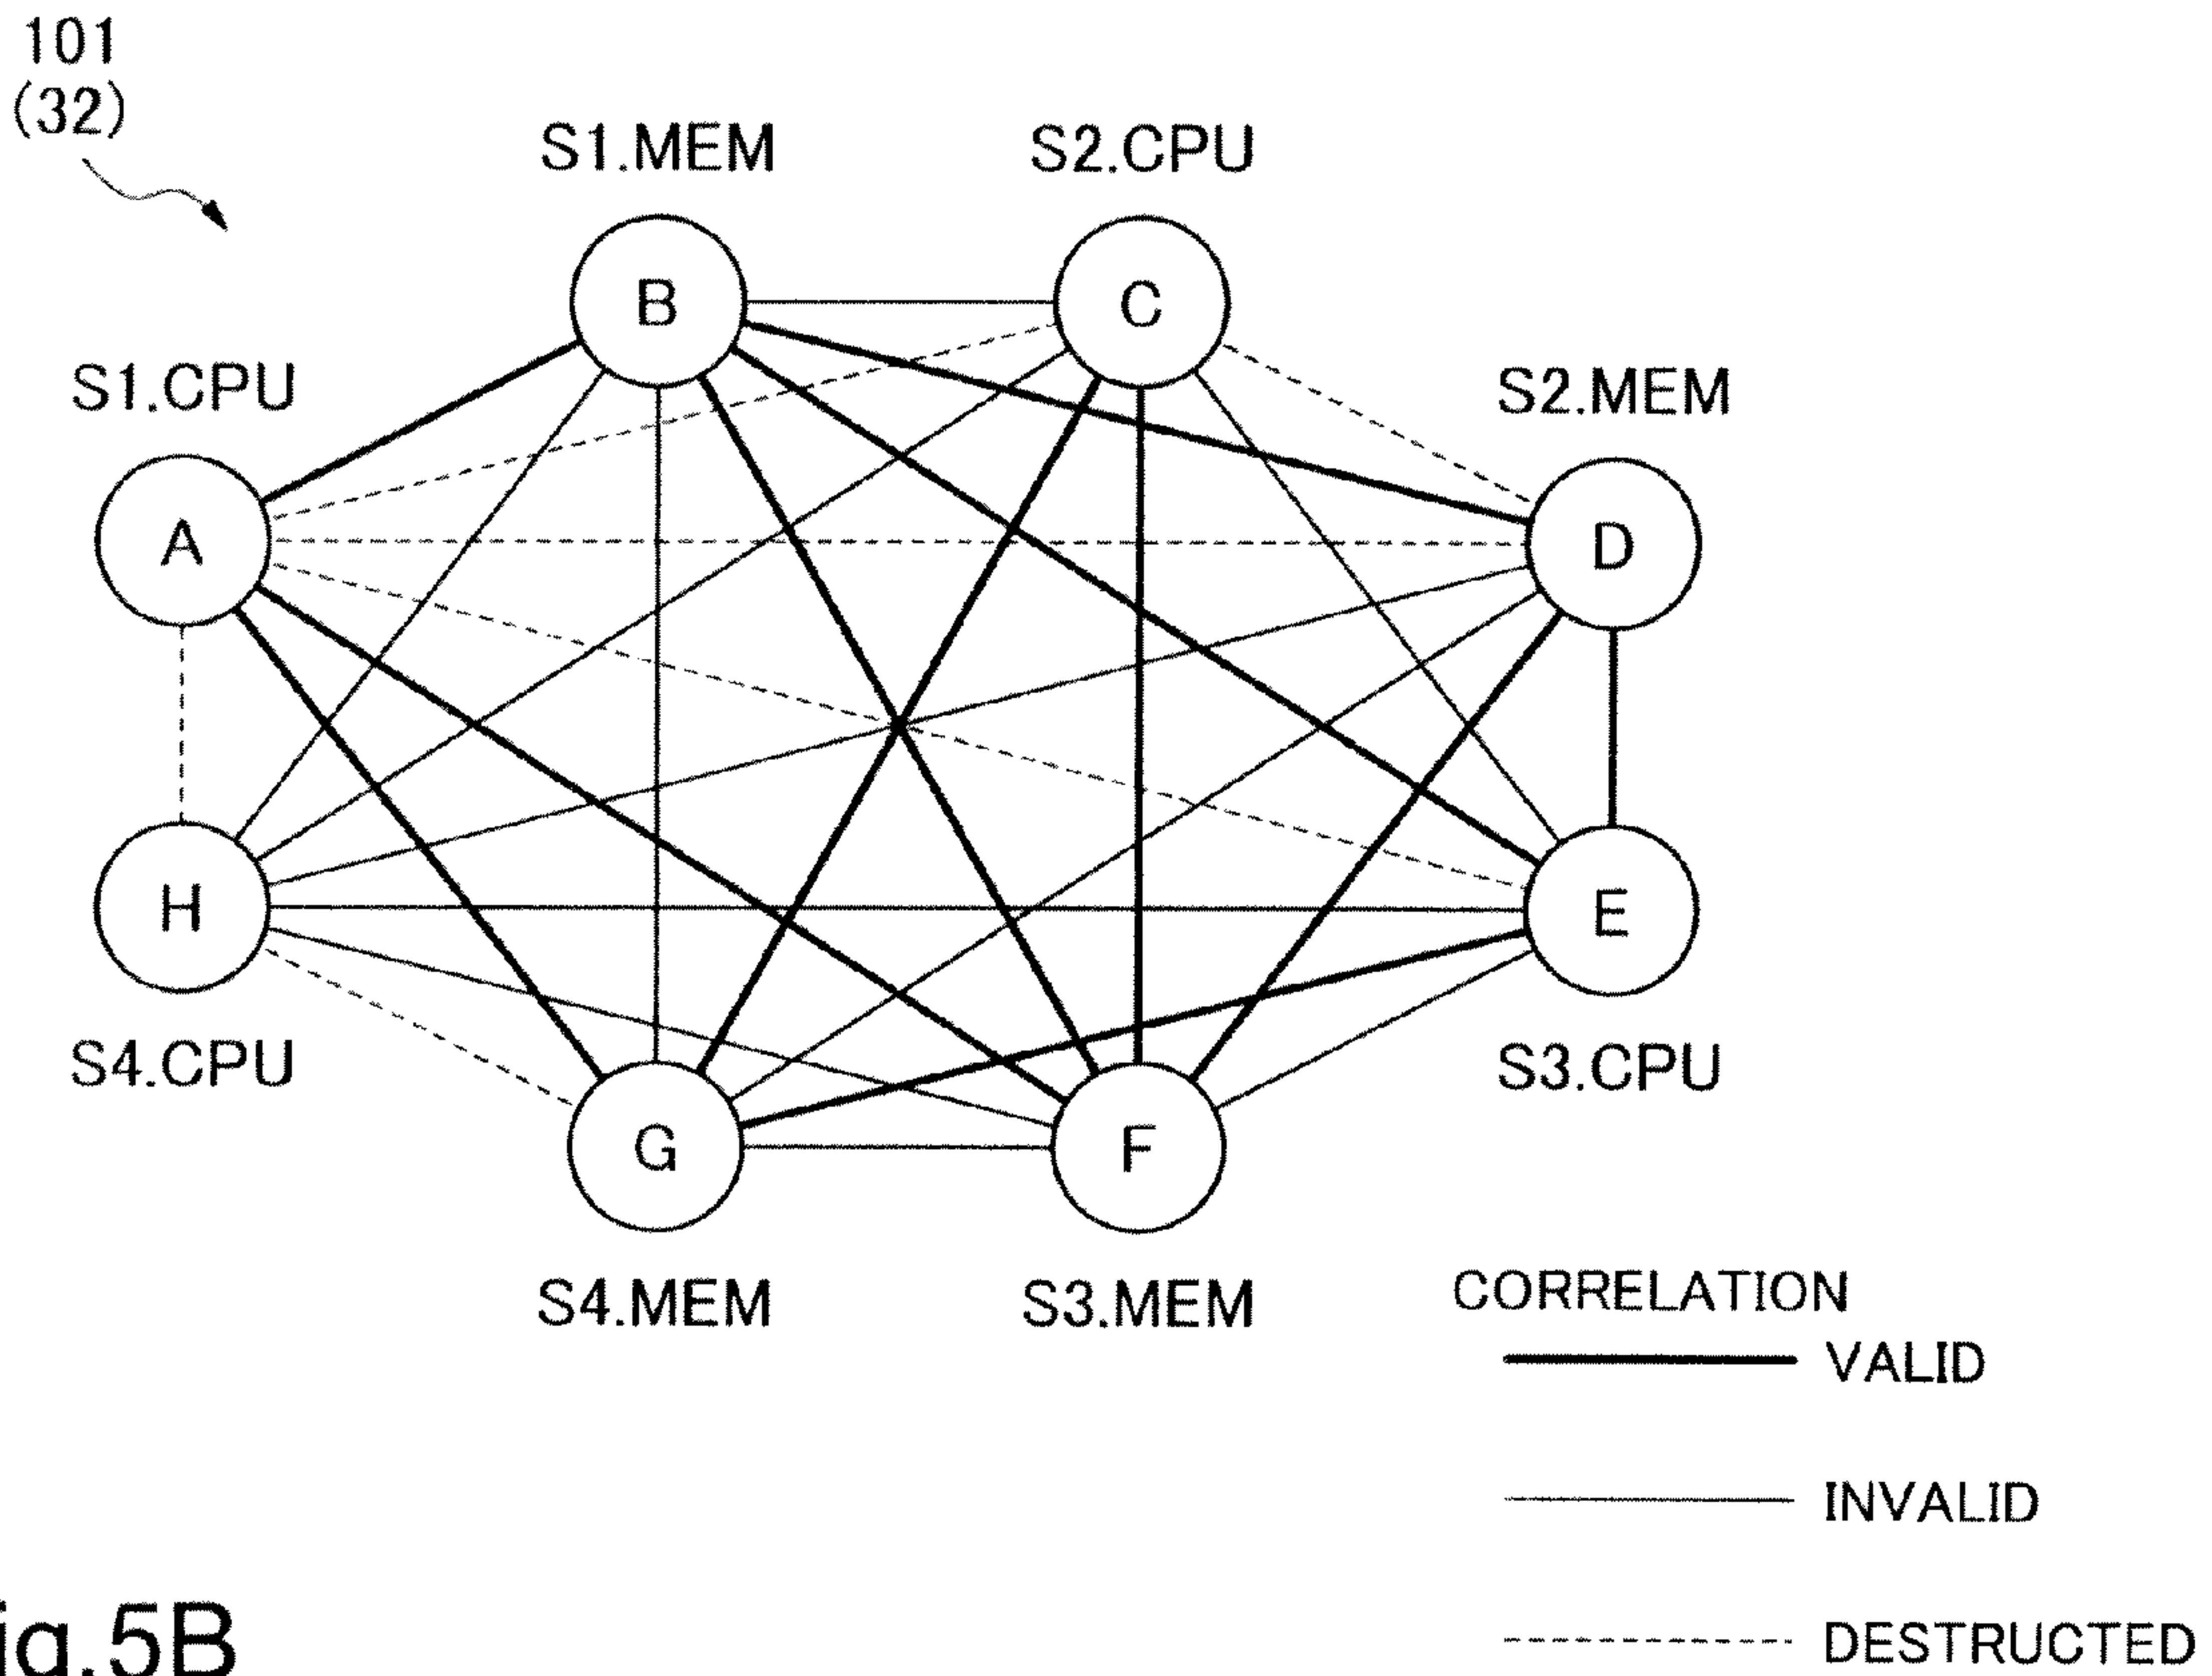 101
(32)
S1.MEM
S2.CPU
B
C
S1.CPU
S2.MEM
A
D
H
E
S4.CPU
S3.CPU
G
F
S4.MEM
S3.MEM
CORRELATION
VALID
INVALID
DESTRUCTED
ig.5B